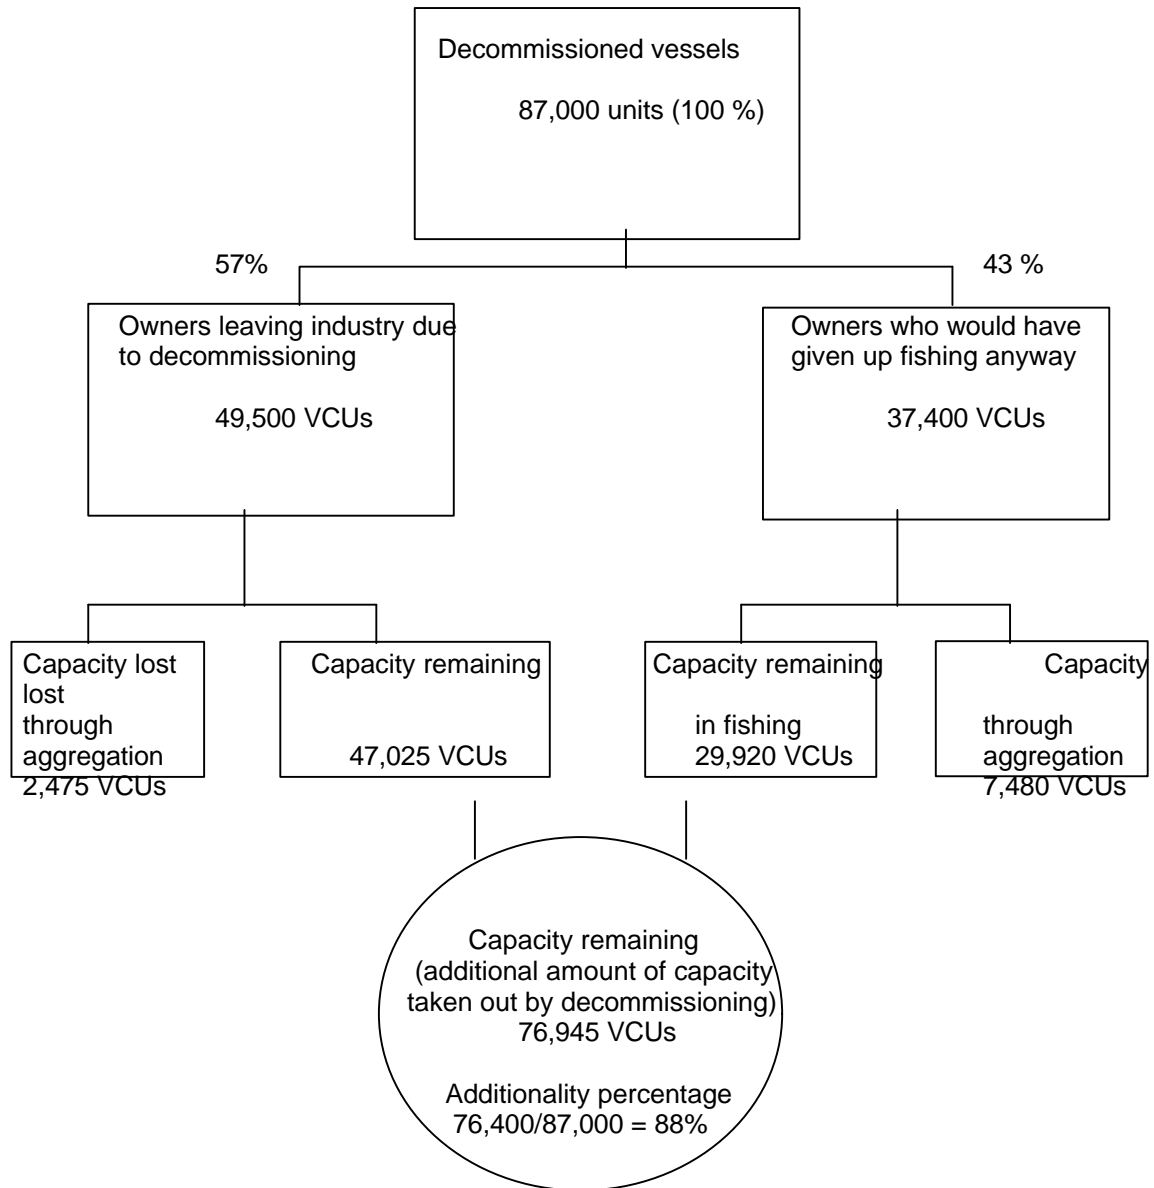 Decommissioned vessels
87,000 units (100 %)
57%
43 %
Owners leaving industry due
to decommissioning
49,500 VCUs
Owners who would have
given up fishing anyway
37,400 VCUs
Capacity lost
lost
through
aggregation
2,475 VCUs
Capacity remaining
47,025 VCUs
Capacity remaining
in fishing
29,920 VCUs
Capacity
through
aggregation
7,480 VCUs
Capacity remaining
(additional amount of capacity
taken out by decommissioning)
76,945 VCUs
Additionality percentage
76,400/87,000 = 88%